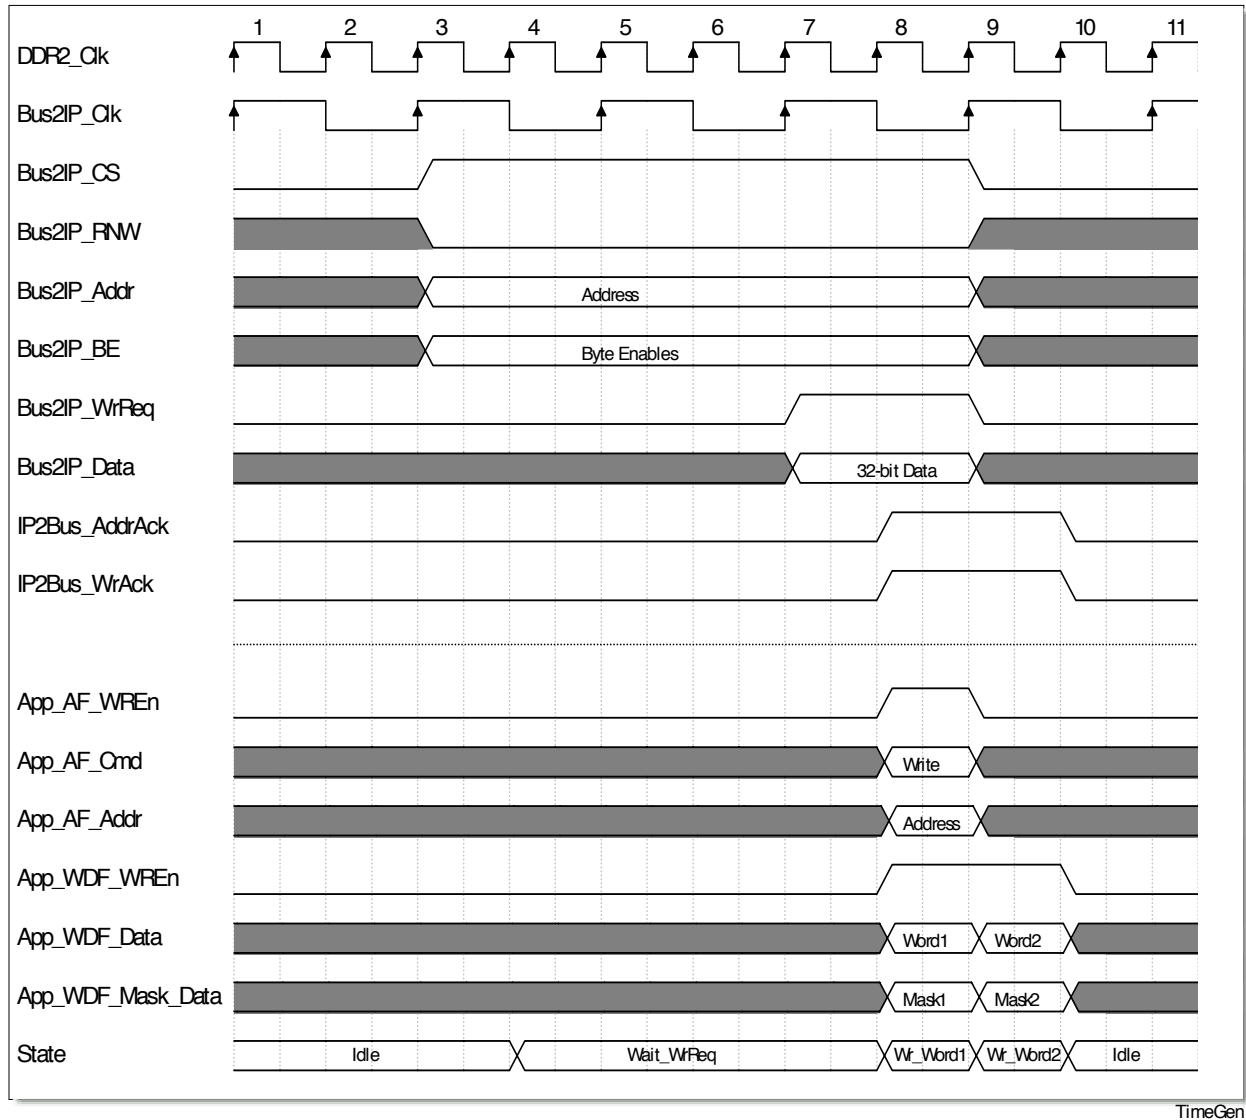 1 2 3 4 5 6 7 8 9 10 11
DDR2_Clk
Bus2IP_Clk
Bus2IP_CS
Bus2IP_RNW
Bus2IP_Addr Address
Bus2IP_BE Byte Enables
Bus2IP_WrReq
Bus2IP_Data 32-bit Data
IP2Bus_AddrAck
IP2Bus_WrAck
App_AF_WREn
App_AF_Cmd Write
App_AF_Addr Address
App_WDF_WREn
App_WDF_Data Word1 Word2
App_WDF_Mask_Data Mask1 Mask2
State Idle Wait_WrReq Wr_Word1 Wr_Word2 Idle
TimeGen